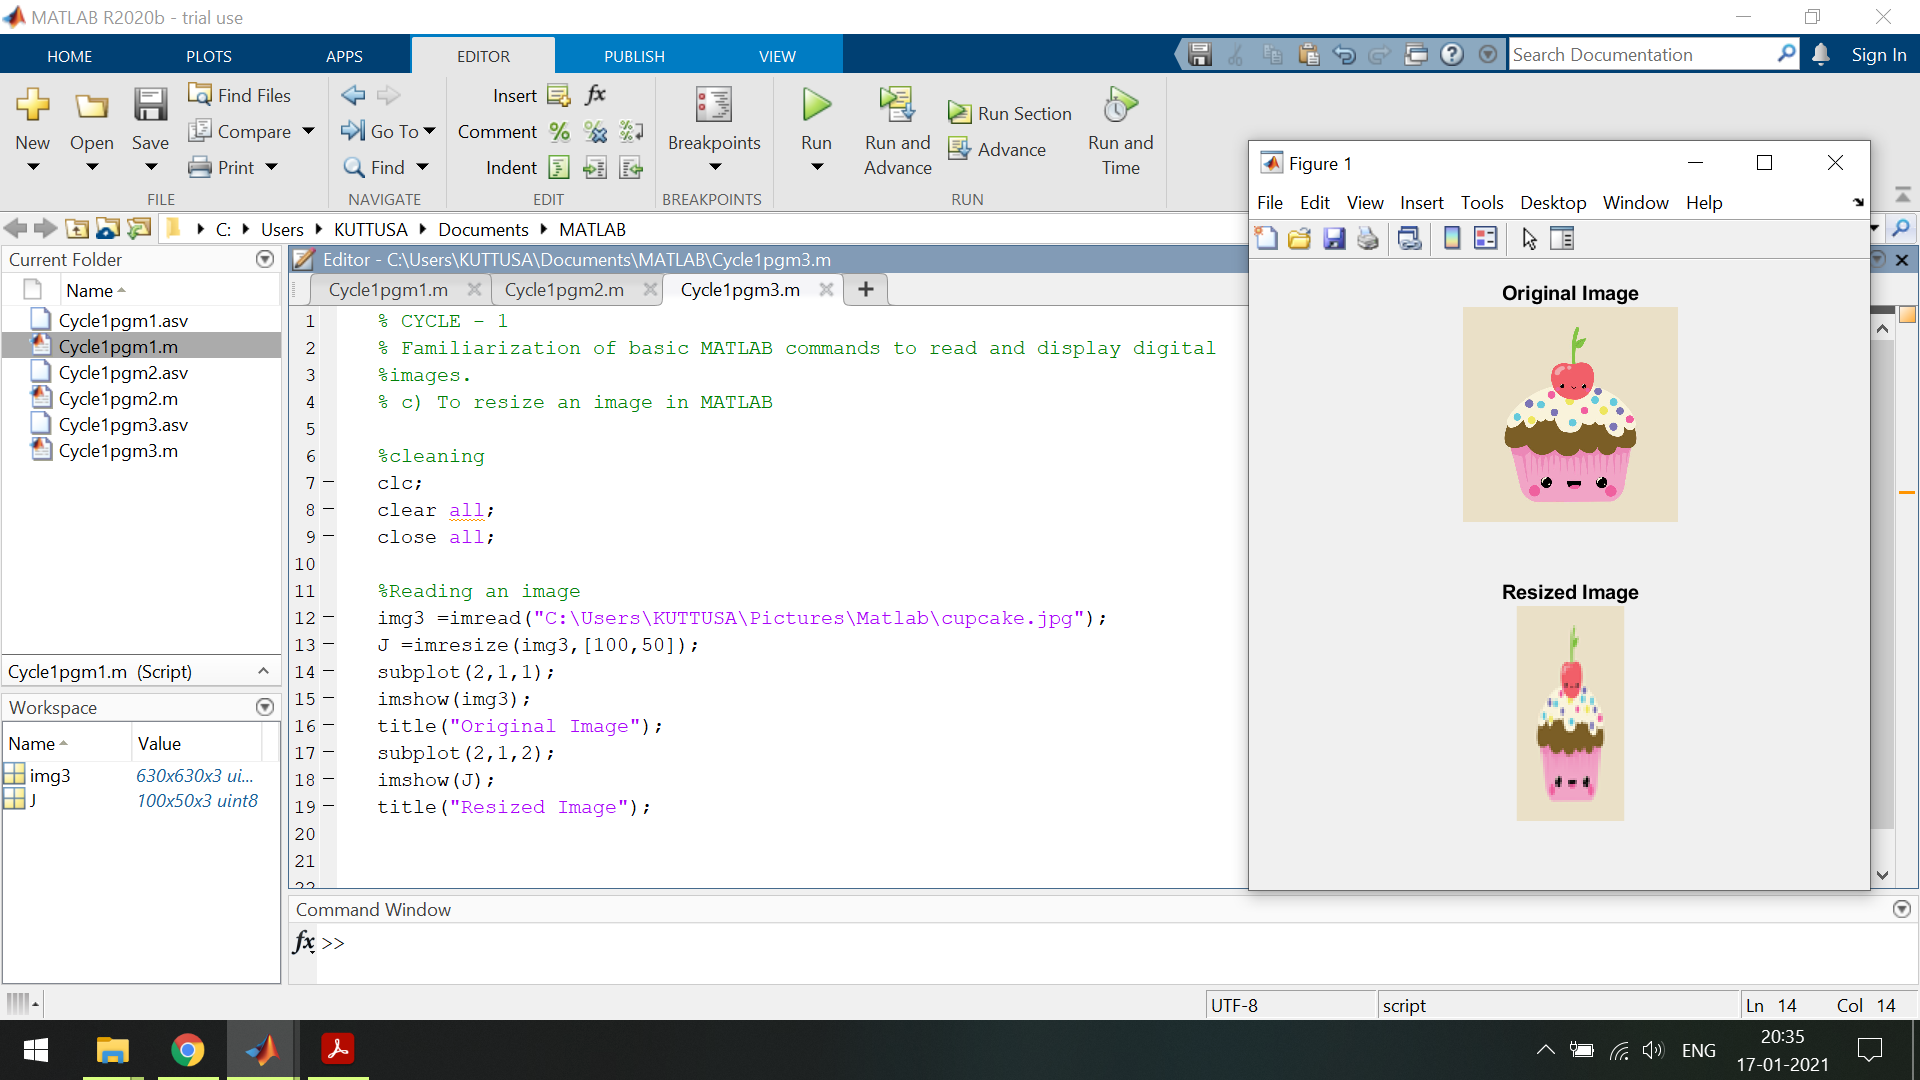 MATLAB R2020b - trial use
HOME PLOTS APPS EDITOR PUBLISH VIEW
Search Documentation
Sign In
New Open Save
Find Files
Compare
Print
FILE
Go To
Find
NAVIGATE
Insert fx
Comment
Indent
EDIT
Breakpoints
BREAKPOINTS
Run
Run and Advance
Run Section
Advance
Run and Time
RUN
C: Users KUTTUSA Documents MATLAB
Current Folder
Name
Cycle1pgm1.asv
Cycle1pgm1.m
Cycle1pgm2.asv
Cycle1pgm2.m
Cycle1pgm3.asv
Cycle1pgm3.m
Cycle1pgm1.m (Script)
Workspace
Name Value
img3 630x630x3 ui...
J 100x50x3 uint8
Editor - C:\Users\KUTTUSA\Documents\MATLAB\Cycle1pgm3.m
Cycle1pgm1.m Cycle1pgm2.m Cycle1pgm3.m
1 % CYCLE - 1
2 % Familiarization of basic MATLAB commands to read and display digital
3 %images.
4 % c) To resize an image in MATLAB
5
6 %cleaning
7 clc;
8 clear all;
9 close all;
10
11 %Reading an image
12 img3 =imread("C:\Users\KUTTUSA\Pictures\Matlab\cupcake.jpg");
13 J =imresize(img3,[100,50]);
14 subplot(2,1,1);
15 imshow(img3);
16 title("Original Image");
17 subplot(2,1,2);
18 imshow(J);
19 title("Resized Image");
20
21
22
Figure 1
File Edit View Insert Tools Desktop Window Help
Original Image
Resized Image
Command Window
fx >>
UTF-8
script
Ln 14 Col 14
ENG
20:35
17-01-2021